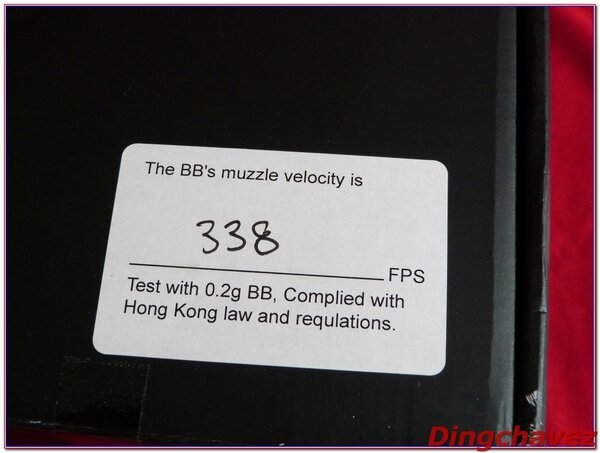 The BB's muzzle velocity is
338
FPS
Test with 0.2g BB, Complied with
Hong Kong law and requlations.
Dingchavez